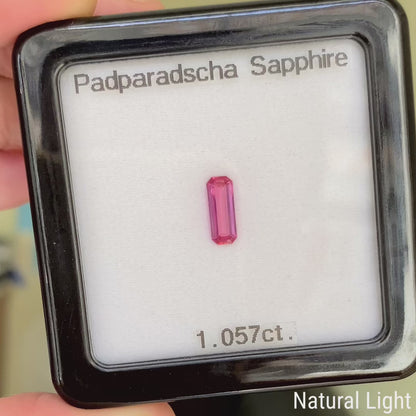 Padparadscha Sapphire
1.057ct.
Natural Light